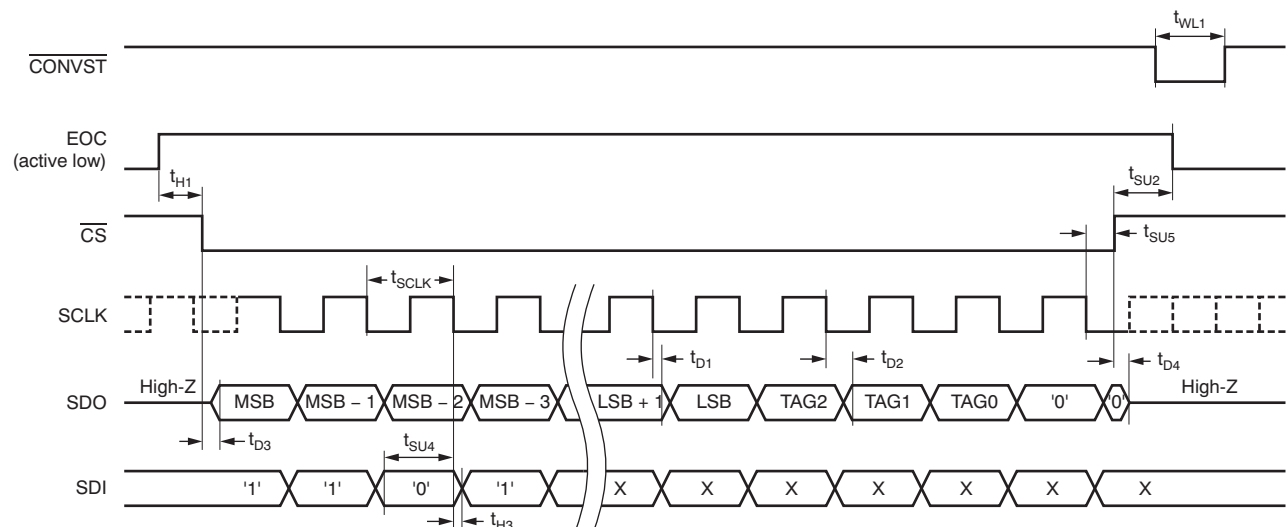 tWL1
CONVST
EOC
(active low)
tH1
tSU2
CS
tSU5
tSCLK
SCLK
tD1
tD2
tD4
High-Z
High-Z
SDO
MSB
MSB − 1
MSB − 2
MSB − 3
LSB + 1
LSB
TAG2
TAG1
TAG0
'0'
'0'
tD3
tSU4
SDI
'1'
'1'
'0'
'1'
X
X
X
X
X
X
X
tH3